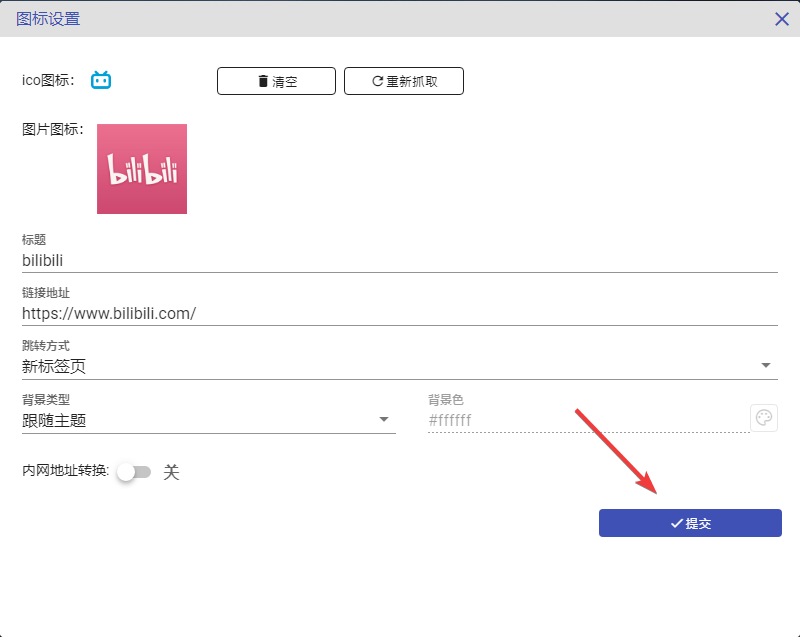 图标设置
ico图标：
清空
重新抓取
图片图标：
bilibili
标题
bilibili
链接地址
https://www.bilibili.com/
跳转方式
新标签页
背景类型
背景色
跟随主题
#ffffff
内网地址转换:
关
提交